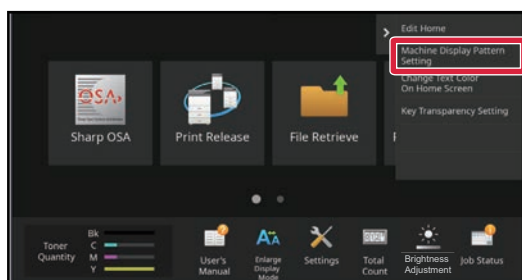 Edit Home
Machine Display Pattern
Setting
Change Text Color
On Home Screen
Key Transparency Setting
OSA
Sharp OSA
Print Release
File Retrieve
Toner
Quantity
Bk
C
M
Y
User's
Manual
Enlarge
Display
Mode
Settings
Total
Count
Brightness
Adjustment
Job Status